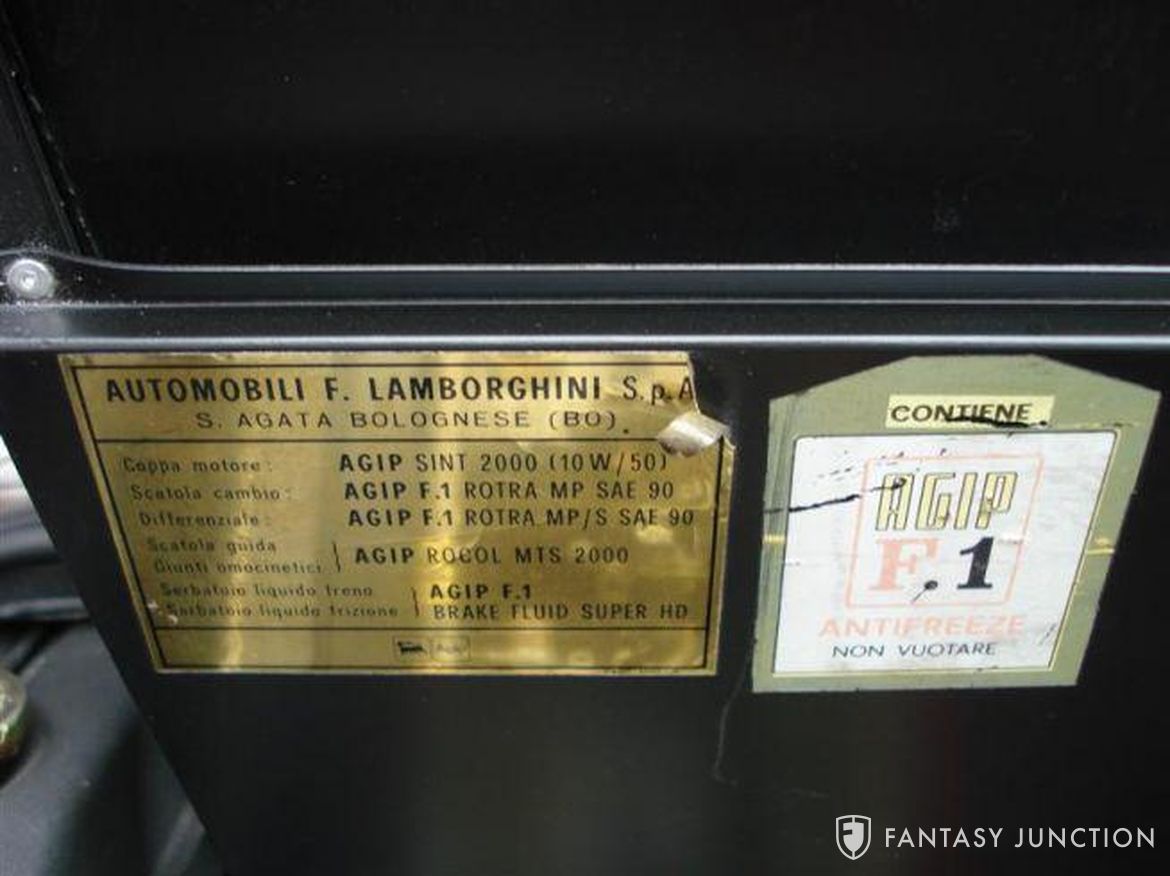 AUTOMOBILI F. LAMBORGHINI S.p.A
S. AGATA BOLOGNESE (BO).
Coppa motore: AGIP SINT 2000 (10W/50)
Scatola cambio: AGIP F.1 ROTRA MP SAE 90
Differenziale: AGIP F.1 ROTRA MP/S SAE 90
Scatola guida
Giunti omocinetici } AGIP ROCOL MTS 2000
Serbatoio liquido freno } AGIP F.1
Serbatoio liquido frizione BRAKE FLUID SUPER HD
Agip
CONTIENE
AGIP
F.1
ANTIFREEZE
NON VUOTARE
FANTASY JUNCTION